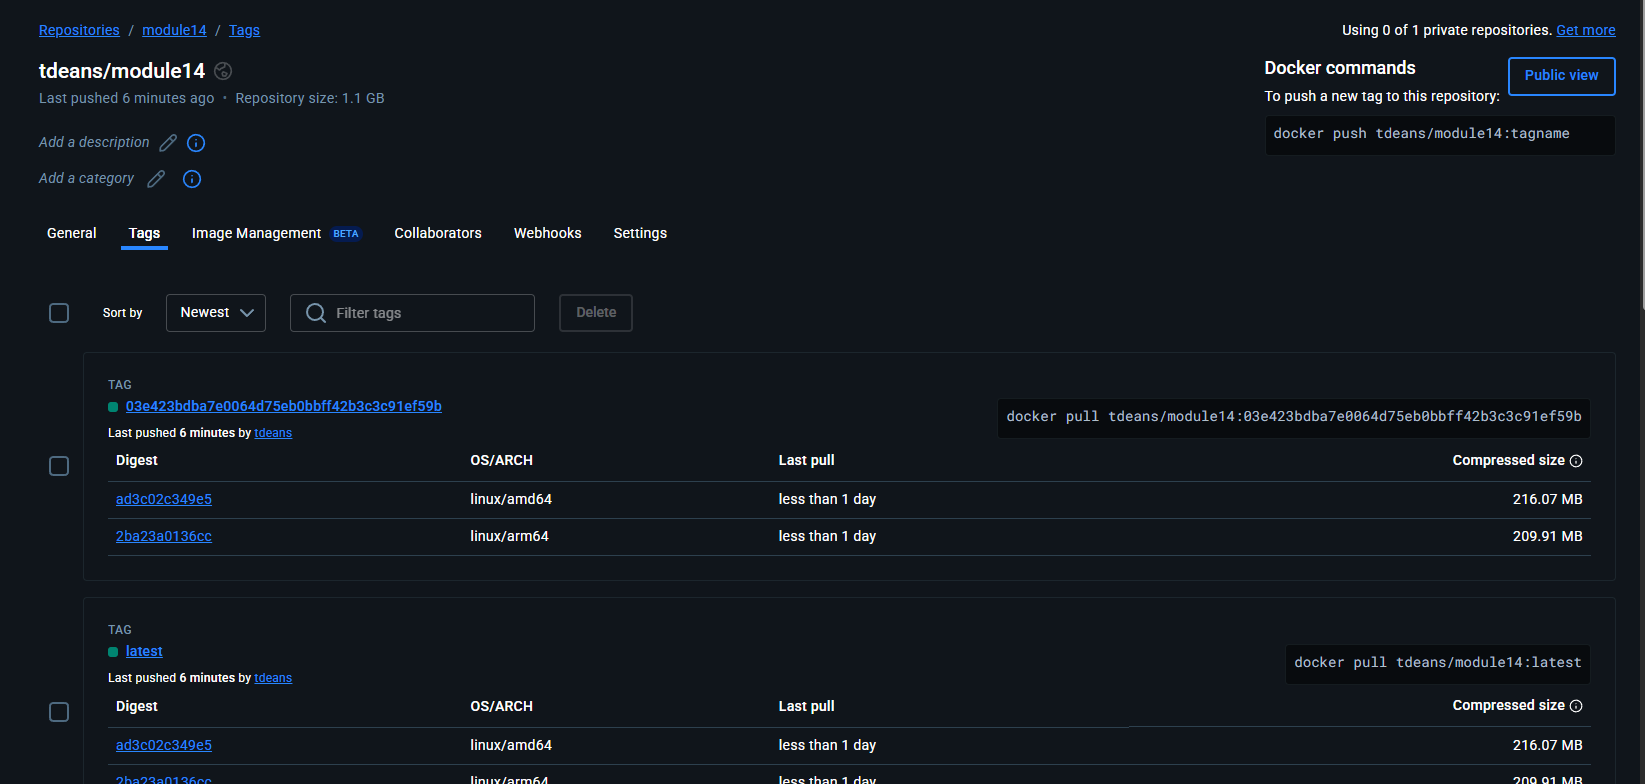 Repositories / module14 / Tags
Using 0 of 1 private repositories. Get more
tdeans/module14
Last pushed 6 minutes ago · Repository size: 1.1 GB
Docker commands
Public view
To push a new tag to this repository:
docker push tdeans/module14:tagname
Add a description
Add a category
General Tags Image Management BETA Collaborators Webhooks Settings
Sort by Newest Filter tags Delete
TAG
03e423bdba7e0064d75eb0bbff42b3c3c91ef59b
docker pull tdeans/module14:03e423bdba7e0064d75eb0bbff42b3c3c91ef59b
Last pushed 6 minutes by tdeans
Digest OS/ARCH Last pull Compressed size
ad3c02c349e5 linux/amd64 less than 1 day 216.07 MB
2ba23a0136cc linux/arm64 less than 1 day 209.91 MB
TAG
latest
docker pull tdeans/module14:latest
Last pushed 6 minutes by tdeans
Digest OS/ARCH Last pull Compressed size
ad3c02c349e5 linux/amd64 less than 1 day 216.07 MB
2ba23a0136cc linux/arm64 less than 1 day 209.91 MB